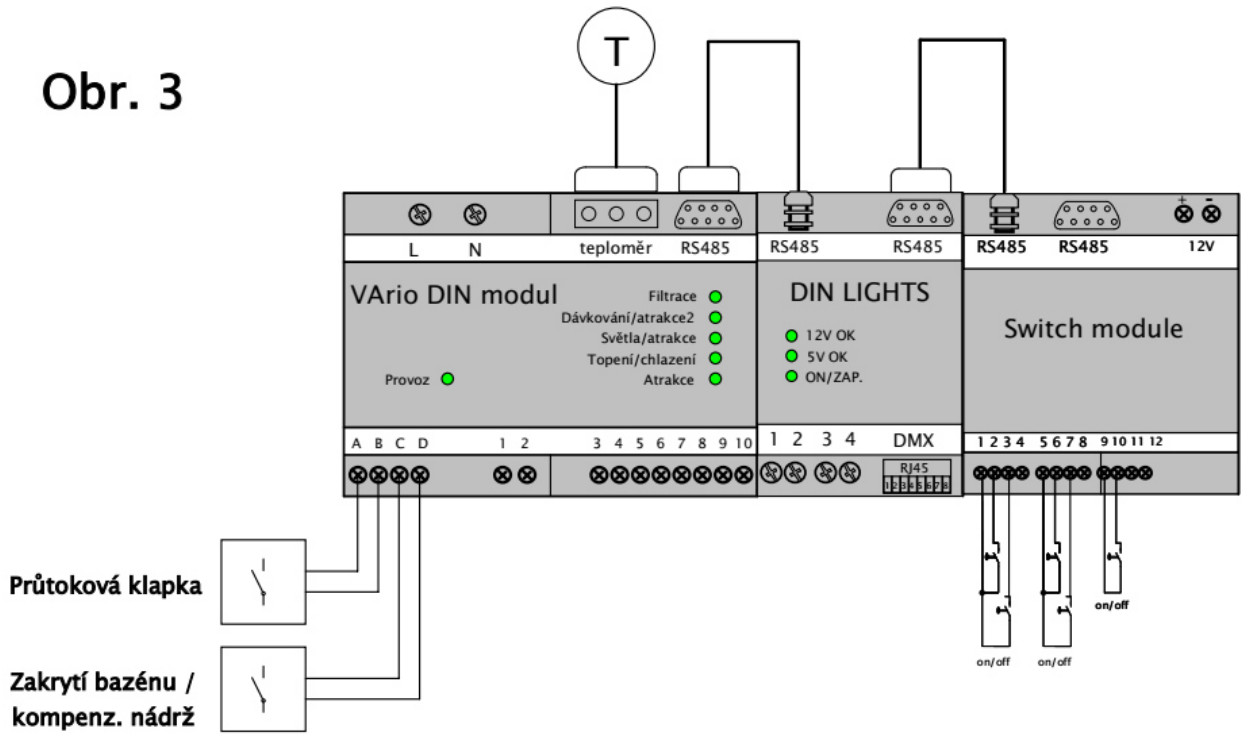 Obr. 3
T
L N teploměr RS485 RS485 RS485 RS485 RS485 + - 12V
VArio DIN modul
Filtrace
Dávkování/atrakce2
Světla/atrakce
Topení/chlazení
Provoz Atrakce
DIN LIGHTS
12V OK
5V OK
ON/ZAP.
Switch module
A B C D 1 2 3 4 5 6 7 8 9 10 1 2 3 4 DMX 1 2 3 4 5 6 7 8 9 10 11 12
RJ45
1 2 3 4 5 6 7 8
Průtoková klapka
on/off
on/off on/off
Zakrytí bazénu /
kompenz. nádrž